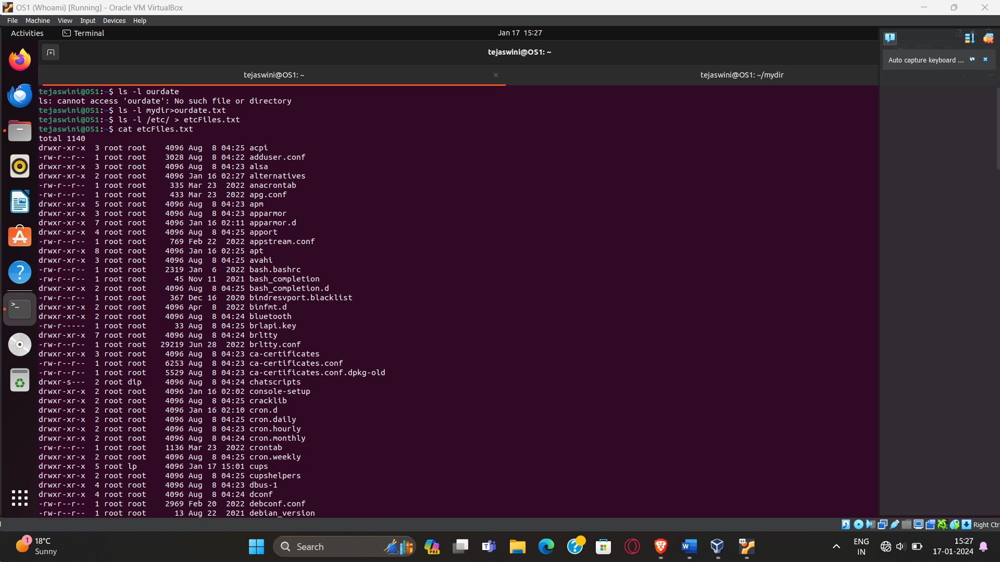 OS1 (Whoami) [Running] - Oracle VM VirtualBox
File Machine View Input Devices Help
Activities Terminal Jan 17 15:27
tejaswini@OS1: ~
Auto capture keyboard ...
tejaswini@OS1: ~ × tejaswini@OS1: ~/mydir
tejaswini@OS1:~$ ls -l ourdate
ls: cannot access 'ourdate': No such file or directory
tejaswini@OS1:~$ ls -l mydir>ourdate.txt
tejaswini@OS1:~$ ls -l /etc/ > etcFiles.txt
tejaswini@OS1:~$ cat etcFiles.txt
total 1140
drwxr-xr-x  3 root root    4096 Aug  8 04:25 acpi
-rw-r--r--  1 root root    3028 Aug  8 04:22 adduser.conf
drwxr-xr-x  3 root root    4096 Aug  8 04:23 alsa
drwxr-xr-x  2 root root    4096 Jan 16 02:27 alternatives
-rw-r--r--  1 root root     335 Mar 23  2022 anacrontab
-rw-r--r--  1 root root     433 Mar 23  2022 apg.conf
drwxr-xr-x  5 root root    4096 Aug  8 04:23 apm
drwxr-xr-x  3 root root    4096 Aug  8 04:23 apparmor
drwxr-xr-x  7 root root    4096 Jan 16 02:11 apparmor.d
drwxr-xr-x  4 root root    4096 Aug  8 04:25 apport
-rw-r--r--  1 root root     769 Feb 22  2022 appstream.conf
drwxr-xr-x  8 root root    4096 Jan 16 02:25 apt
drwxr-xr-x  3 root root    4096 Aug  8 04:25 avahi
-rw-r--r--  1 root root    2319 Jan  6  2022 bash.bashrc
-rw-r--r--  1 root root      45 Nov 11  2021 bash_completion
drwxr-xr-x  2 root root    4096 Aug  8 04:25 bash_completion.d
-rw-r--r--  1 root root     367 Dec 16  2020 bindresvport.blacklist
drwxr-xr-x  2 root root    4096 Apr  8  2022 binfmt.d
drwxr-xr-x  2 root root    4096 Aug  8 04:24 bluetooth
-rw-r-----  1 root root      33 Aug  8 04:25 brlapi.key
drwxr-xr-x  7 root root    4096 Aug  8 04:24 brltty
-rw-r--r--  1 root root   29219 Jun 28  2022 brltty.conf
drwxr-xr-x  3 root root    4096 Aug  8 04:23 ca-certificates
-rw-r--r--  1 root root    6253 Aug  8 04:23 ca-certificates.conf
-rw-r--r--  1 root root    5529 Aug  8 04:23 ca-certificates.conf.dpkg-old
drwxr-s---  2 root dip     4096 Aug  8 04:24 chatscripts
drwxr-xr-x  2 root root    4096 Jan 16 02:02 console-setup
drwxr-xr-x  2 root root    4096 Aug  8 04:25 cracklib
drwxr-xr-x  2 root root    4096 Jan 16 02:10 cron.d
drwxr-xr-x  2 root root    4096 Aug  8 04:25 cron.daily
drwxr-xr-x  2 root root    4096 Aug  8 04:23 cron.hourly
drwxr-xr-x  2 root root    4096 Aug  8 04:24 cron.monthly
-rw-r--r--  1 root root    1136 Mar 23  2022 crontab
drwxr-xr-x  2 root root    4096 Aug  8 04:25 cron.weekly
drwxr-xr-x  5 root lp      4096 Jan 17 15:01 cups
drwxr-xr-x  2 root root    4096 Aug  8 04:25 cupshelpers
drwxr-xr-x  4 root root    4096 Aug  8 04:23 dbus-1
drwxr-xr-x  4 root root    4096 Aug  8 04:24 dconf
-rw-r--r--  1 root root    2969 Feb 20  2022 debconf.conf
-rw-r--r--  1 root root      13 Aug 22  2021 debian_version
Right Ctrl
1 18°C
Sunny
Search
PRE
ENG
IN
15:27
17-01-2024